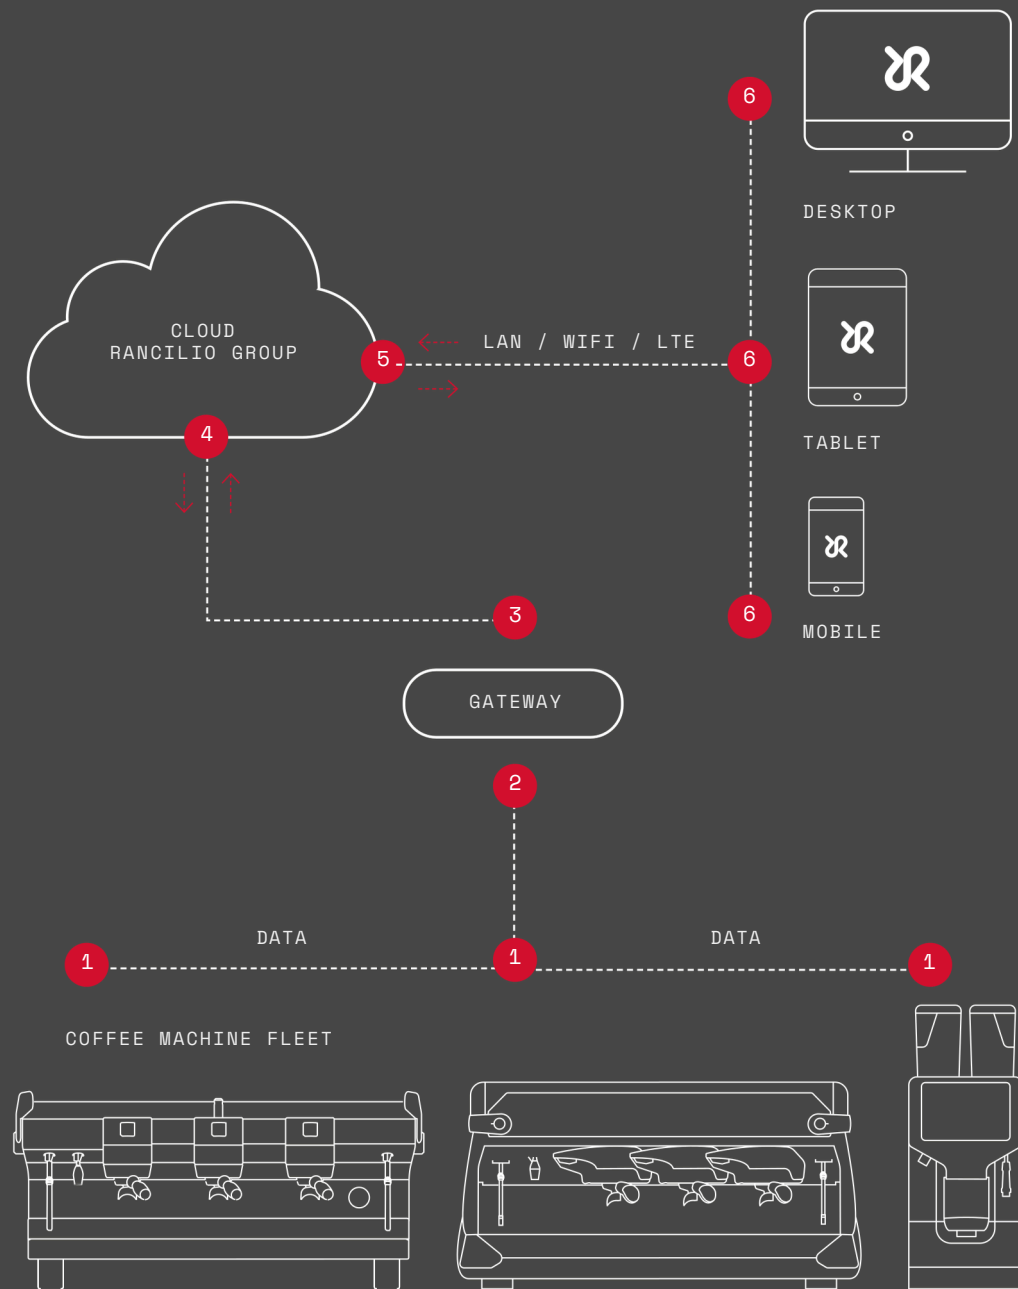 6
DESKTOP
CLOUD
RANCILIO GROUP
5
LAN / WIFI / LTE
6
TABLET
4
3
6
MOBILE
GATEWAY
2
DATA
DATA
1
1
1
COFFEE MACHINE FLEET